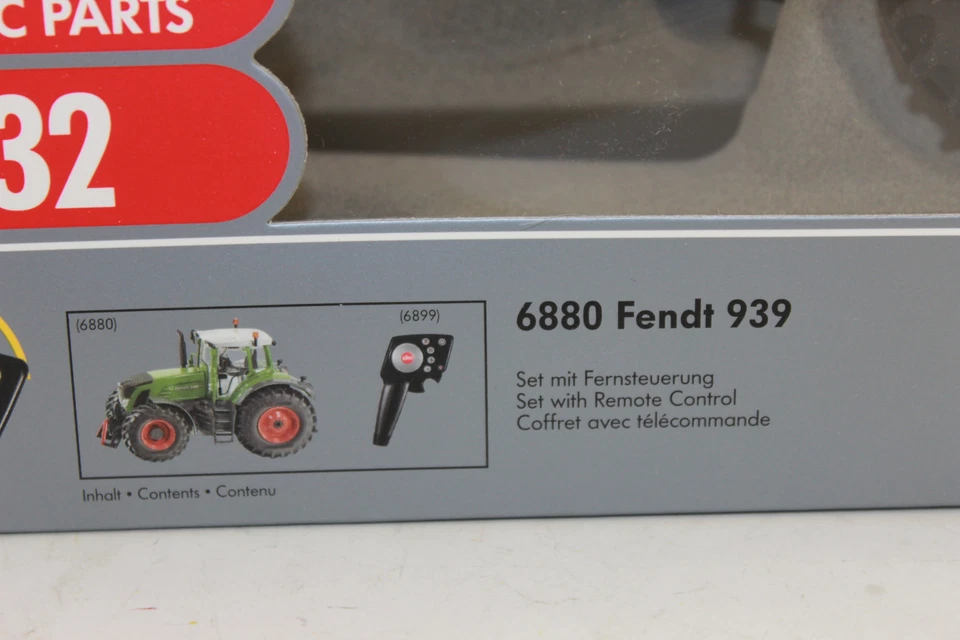 C PARTS
32
(6880)
(6899)
6880 Fendt 939
Set mit Fernsteuerung
Set with Remote Control
Coffret avec télécommande
Inhalt • Contents • Contenu